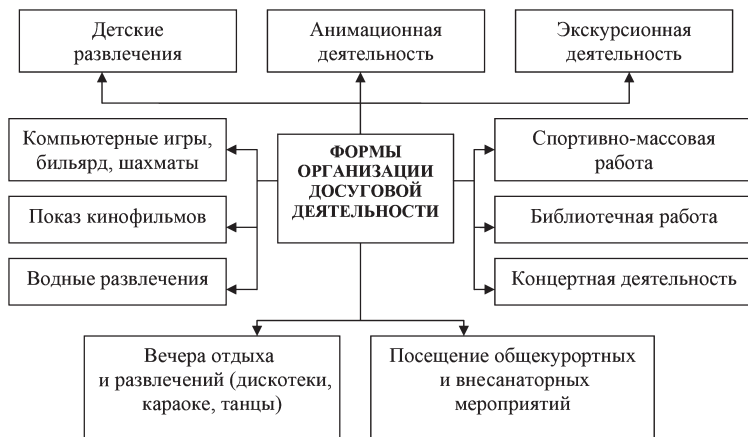 Детские
развлечения
Анимационная
деятельность
Экскурсионная
деятельность
Компьютерные игры,
бильярд, шахматы
ФОРМЫ
ОРГАНИЗАЦИИ
ДОСУГОВОЙ
ДЕЯТЕЛЬНОСТИ
Спортивно-массовая
работа
Показ кинофильмов
Библиотечная работа
Водные развлечения
Концертная деятельность
Вечера отдыха
и развлечений (дискотеки,
караоке, танцы)
Посещение общекурортных
и внесанаторных
мероприятий